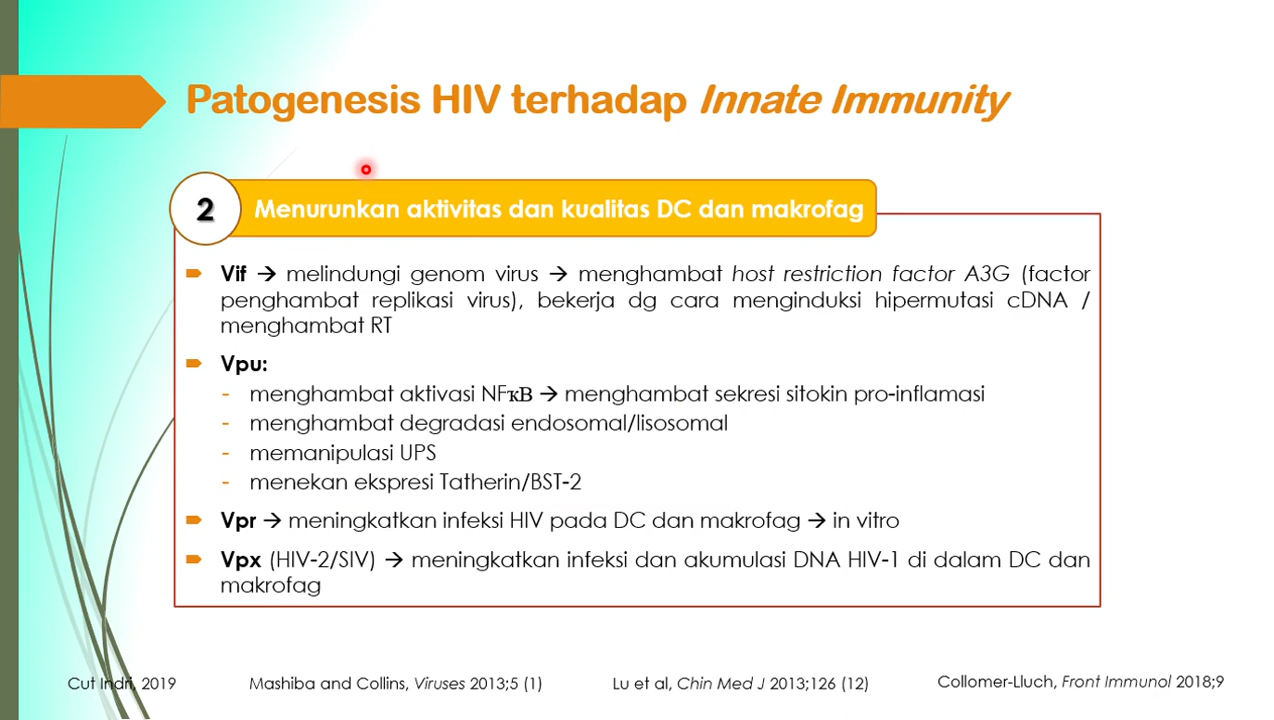 Patogenesis HIV terhadap Innate Immunity
2
Menurunkan aktivitas dan kualitas DC dan makrofag
Vif → melindungi genom virus → menghambat host restriction factor A3G (factor
penghambat replikasi virus), bekerja dg cara menginduksi hipermutasi cDNA /
menghambat RT
Vpu:
- menghambat aktivasi NFκB → menghambat sekresi sitokin pro-inflamasi
- menghambat degradasi endosomal/lisosomal
- memanipulasi UPS
- menekan ekspresi Tatherin/BST-2
Vpr → meningkatkan infeksi HIV pada DC dan makrofag → in vitro
Vpx (HIV-2/SIV) → meningkatkan infeksi dan akumulasi DNA HIV-1 di dalam DC dan
makrofag
Cut Indri, 2019
Mashiba and Collins, Viruses 2013;5 (1)
Lu et al, Chin Med J 2013;126 (12)
Collomer-Lluch, Front Immunol 2018;9